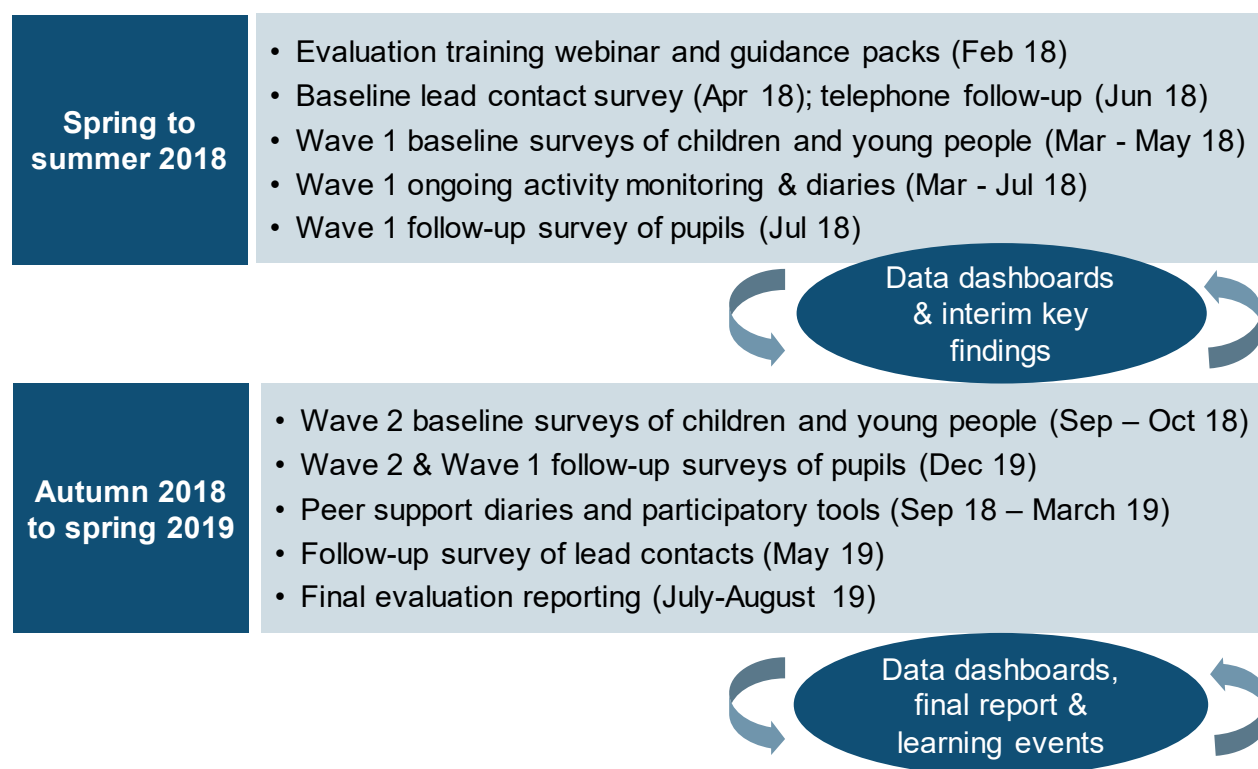 Spring to
summer 2018
• Evaluation training webinar and guidance packs (Feb 18)
• Baseline lead contact survey (Apr 18); telephone follow-up (Jun 18)
• Wave 1 baseline surveys of children and young people (Mar - May 18)
• Wave 1 ongoing activity monitoring & diaries (Mar - Jul 18)
• Wave 1 follow-up survey of pupils (Jul 18)
Data dashboards
& interim key
findings
Autumn 2018
to spring 2019
• Wave 2 baseline surveys of children and young people (Sep – Oct 18)
• Wave 2 & Wave 1 follow-up surveys of pupils (Dec 19)
• Peer support diaries and participatory tools (Sep 18 – March 19)
• Follow-up survey of lead contacts (May 19)
• Final evaluation reporting (July-August 19)
Data dashboards,
final report &
learning events